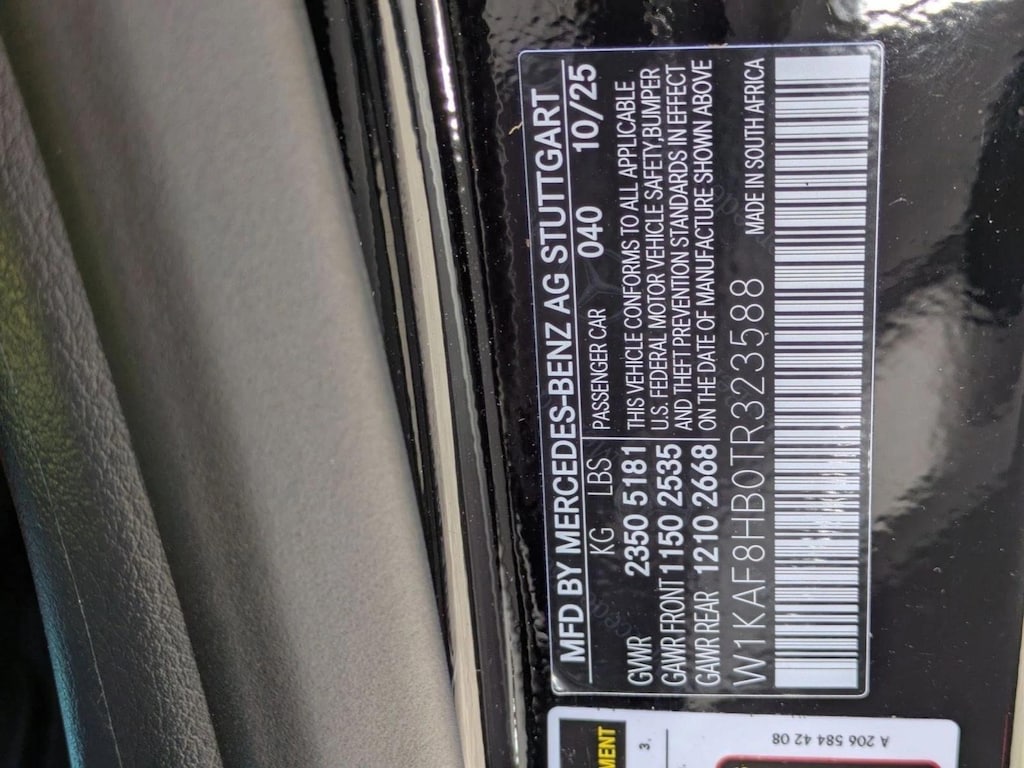 MFD BY MERCEDES-BENZ AG STUTTGART
KG LBS PASSENGER CAR 040 10/25
GVWR 2350 5181
GAWR FRONT 1150 2535
GAWR REAR 1210 2668
THIS VEHICLE CONFORMS TO ALL APPLICABLE
U.S. FEDERAL MOTOR VEHICLE SAFETY,BUMPER
AND THEFT PREVENTION STANDARDS IN EFFECT
ON THE DATE OF MANUFACTURE SHOWN ABOVE
W1KAF8HB0TR323588 MADE IN SOUTH AFRICA
A 206 584 42 08
3.